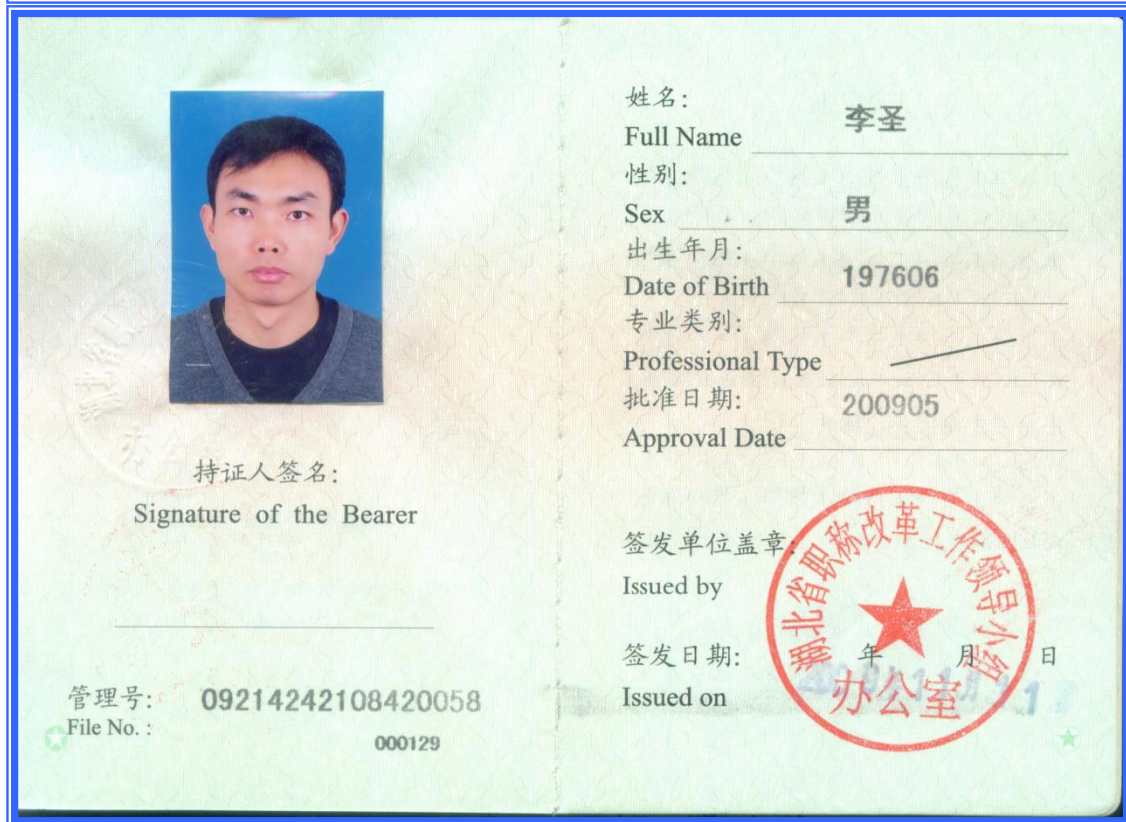 持证人签名:
Signature of the Bearer
管理号: 09214242108420058
File No. :
000129
姓名:
Full Name 李圣
性别:
Sex 男
出生年月:
Date of Birth 197606
专业类别:
Professional Type
批准日期: 200905
Approval Date
签发单位盖章:
Issued by
湖北省职称改革工作领导小组
办公室
签发日期: 年 月 日
Issued on